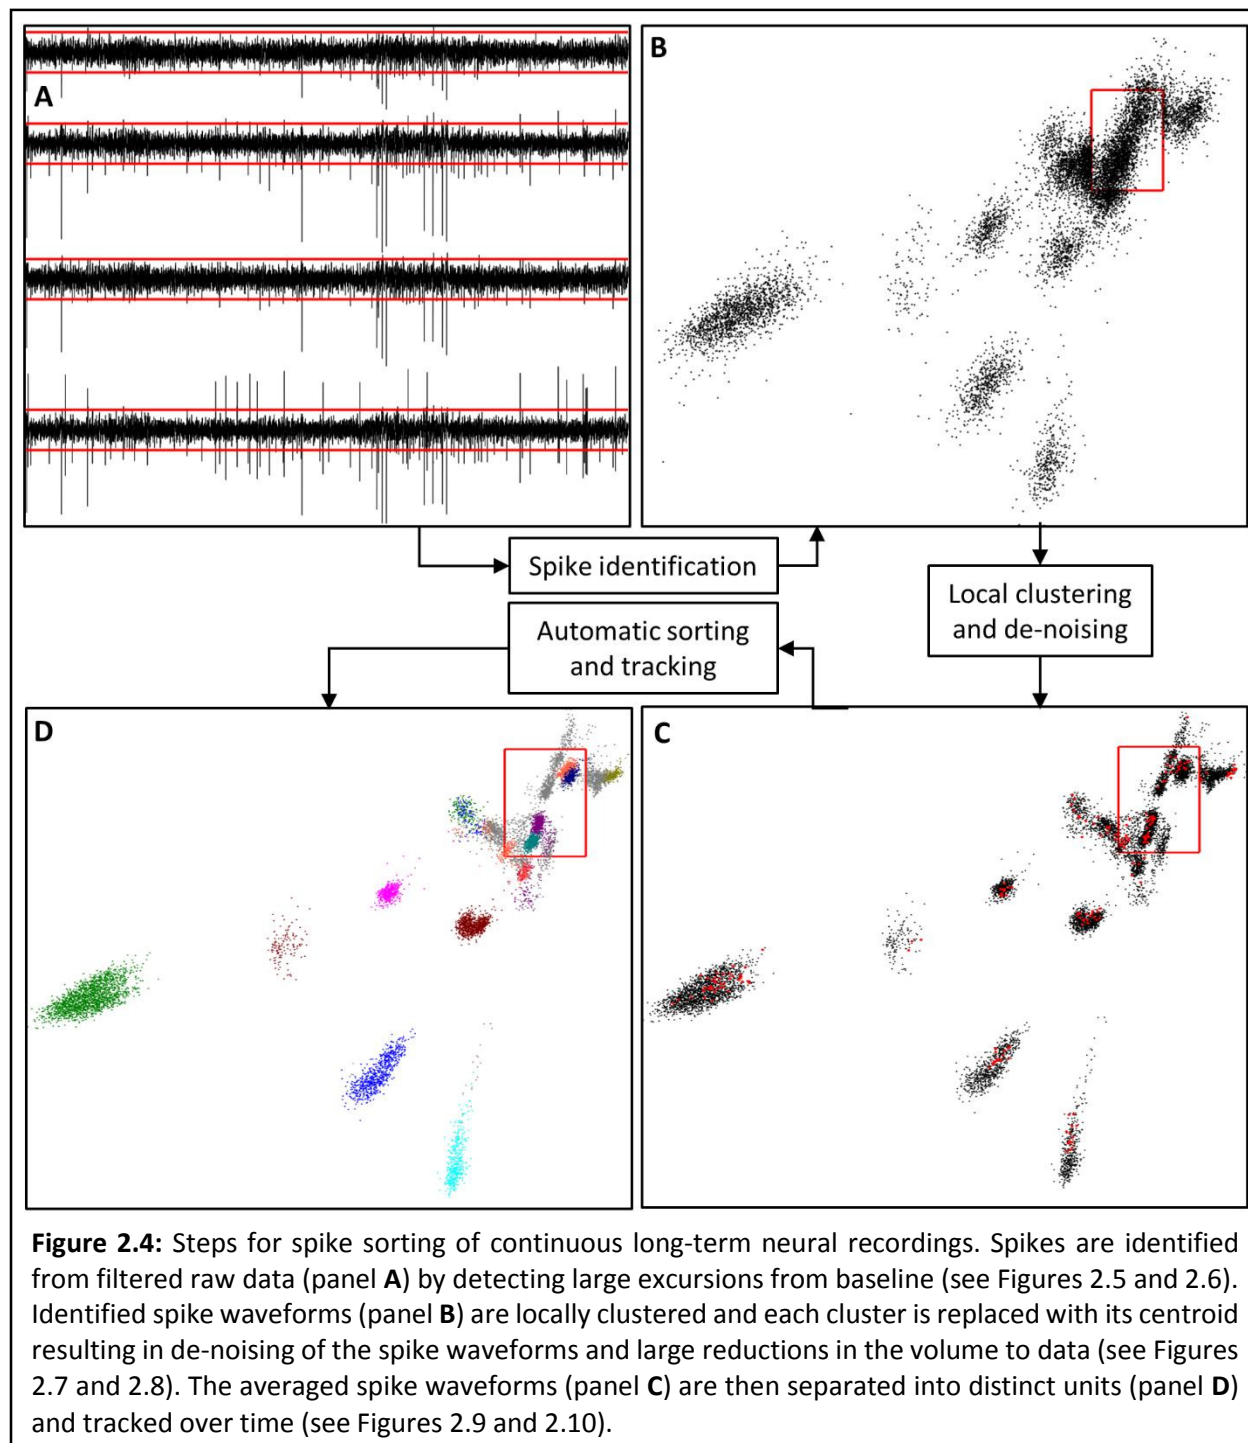 A
B
Spike identification
Local clustering
and de-noising
Automatic sorting
and tracking
D
C
Figure 2.4: Steps for spike sorting of continuous long-term neural recordings. Spikes are identified
from filtered raw data (panel A) by detecting large excursions from baseline (see Figures 2.5 and 2.6).
Identified spike waveforms (panel B) are locally clustered and each cluster is replaced with its centroid
resulting in de-noising of the spike waveforms and large reductions in the volume to data (see Figures
2.7 and 2.8). The averaged spike waveforms (panel C) are then separated into distinct units (panel D)
and tracked over time (see Figures 2.9 and 2.10).